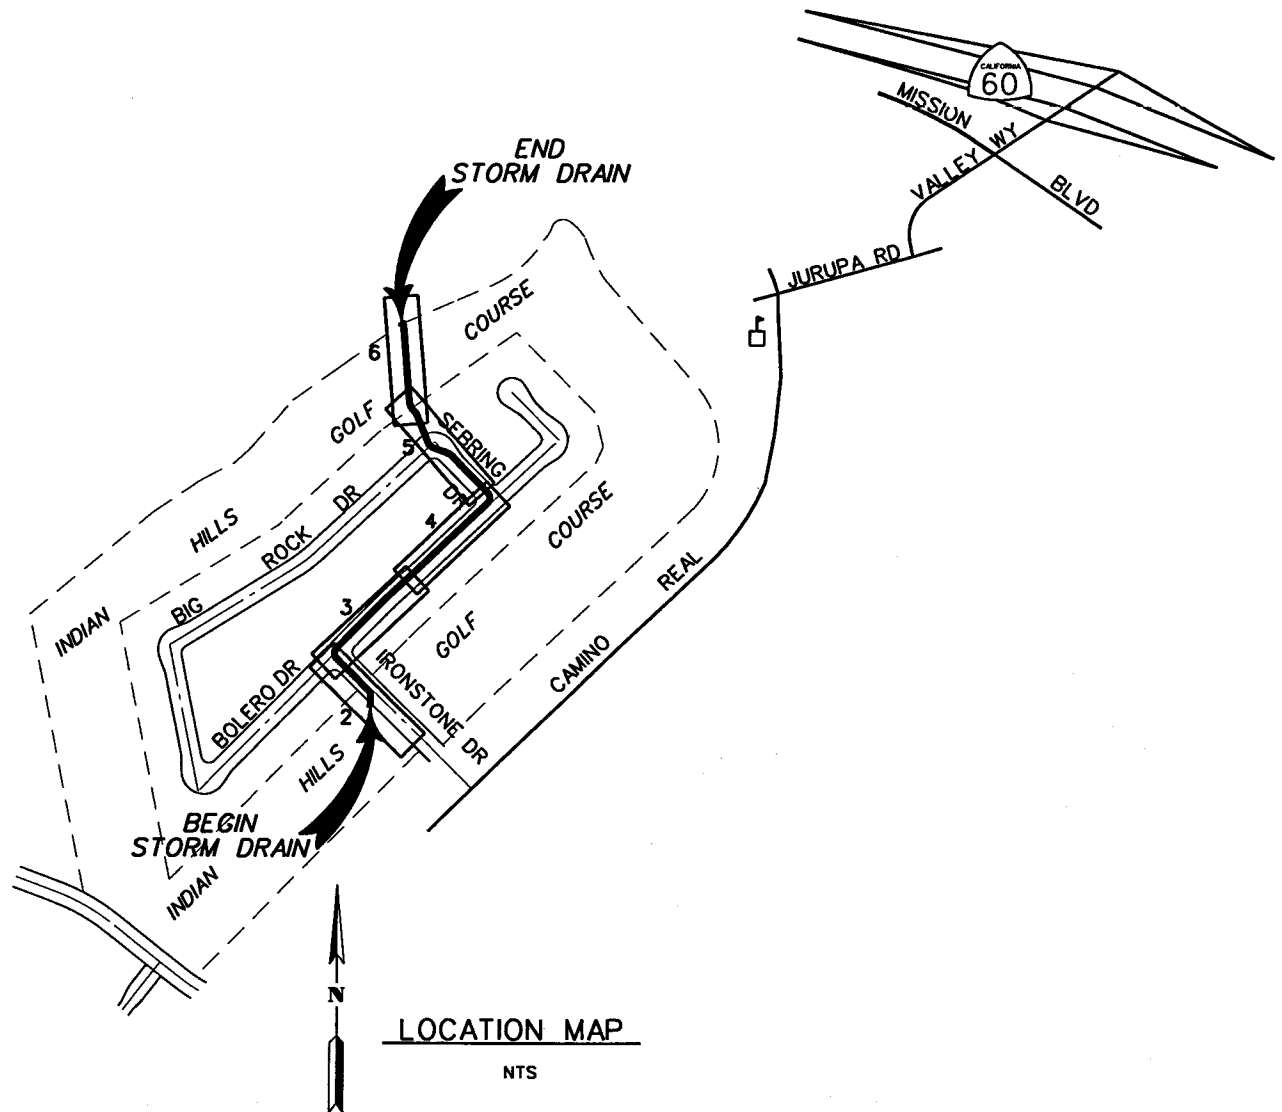 CALIFORNIA
60
MISSION
BLVD
VALLEY WY
JURUPA RD
END
STORM DRAIN
COURSE
6
GOLF
SEBRING
DR
5
HILLS
BIG ROCK DR
4
COURSE
3
INDIAN
GOLF
CAMINO REAL
BOLERO DR
IRONSTONE DR
2
HILLS
BEGIN
STORM DRAIN
INDIAN
N
LOCATION MAP
NTS